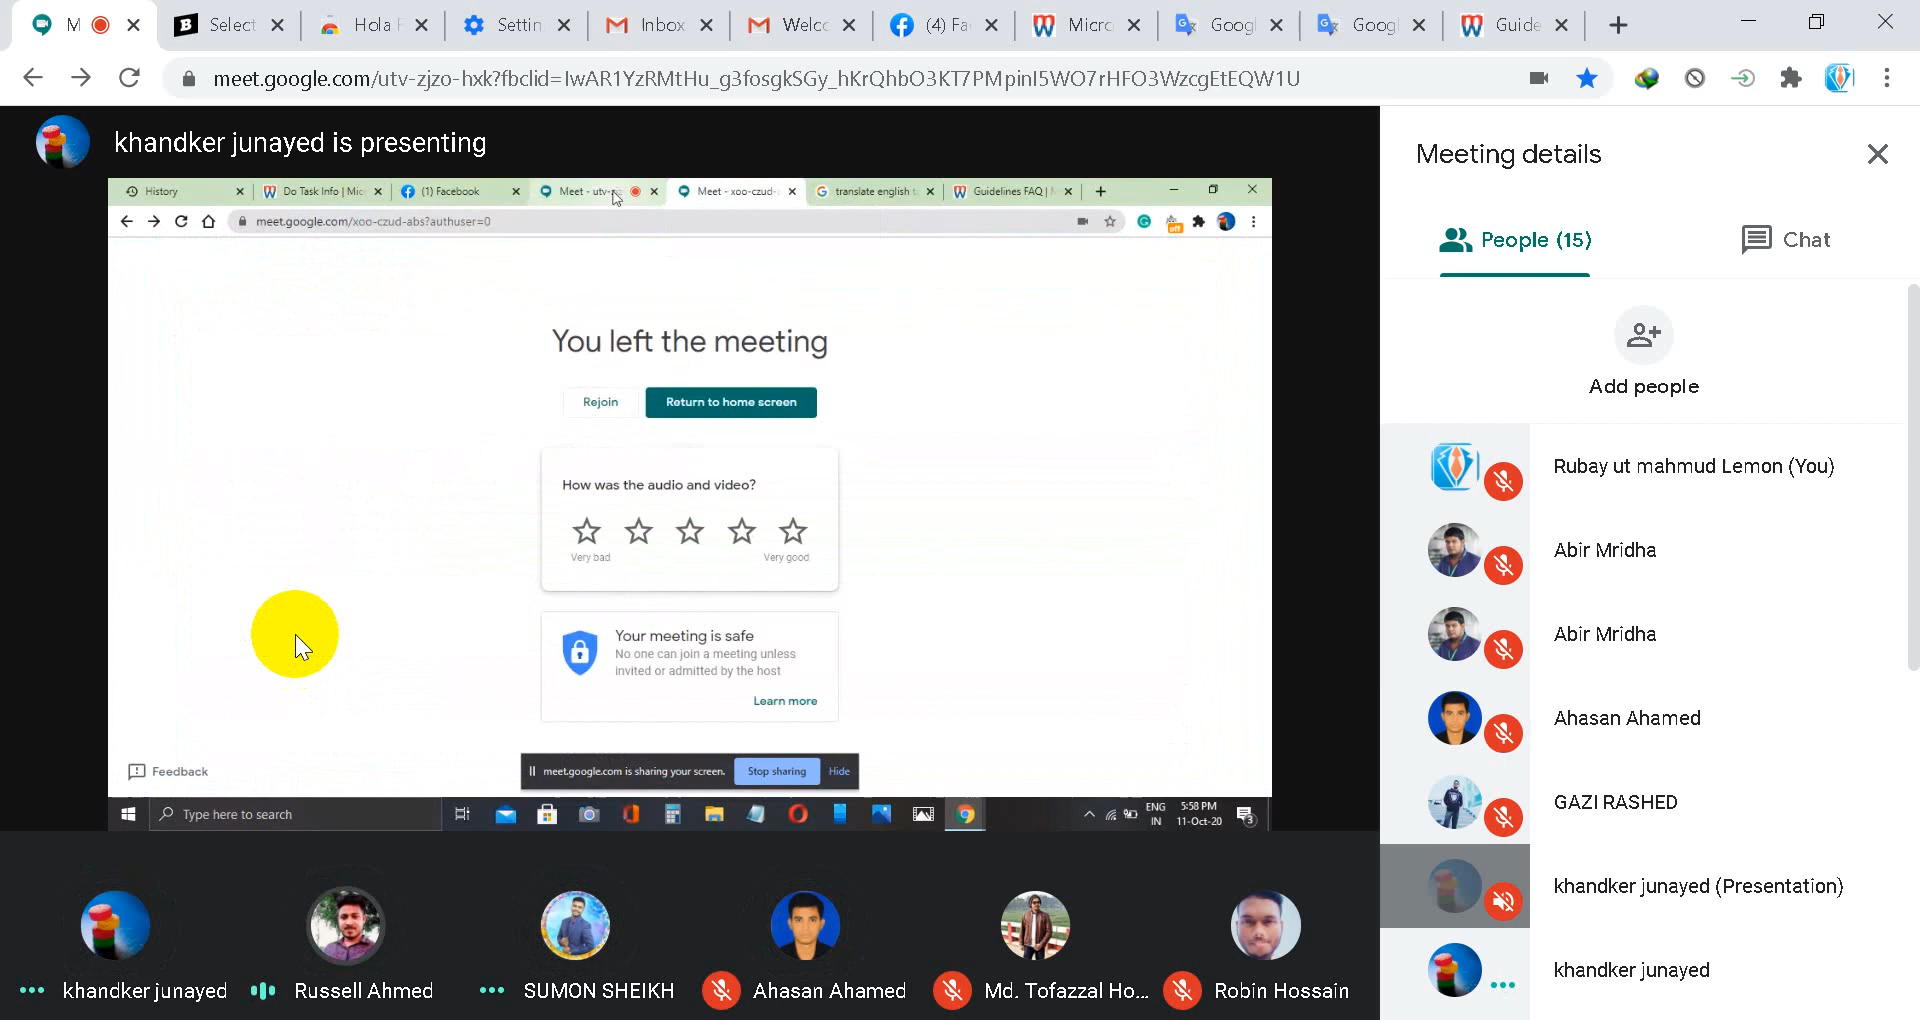 M
Select
Hola F
Settin
Inbox
Welc
(4) Fa
Micro
Googl
Googl
Guide
meet.google.com/utv-zjzo-hxk?fbclid=IwAR1YzRMtHu_g3fosgkSGy_hKrQhbO3KT7PMpinI5WO7rHFO3WzcgEtEQW1U
khandker junayed is presenting
History
Do Task Info | Mic
(1) Facebook
Meet - utv-
Meet - xoo-czud-
translate english t
Guidelines FAQ |
meet.google.com/xoo-czud-abs?authuser=0
You left the meeting
Rejoin
Return to home screen
How was the audio and video?
Very bad
Very good
Your meeting is safe
No one can join a meeting unless
invited or admitted by the host
Learn more
Feedback
meet.google.com is sharing your screen.
Stop sharing
Hide
Type here to search
ENG
IN
5:58 PM
11-Oct-20
3
khandker junayed
Russell Ahmed
SUMON SHEIKH
Ahasan Ahamed
Md. Tofazzal Ho...
Robin Hossain
Meeting details
People (15)
Chat
Add people
Rubay ut mahmud Lemon (You)
Abir Mridha
Abir Mridha
Ahasan Ahamed
GAZI RASHED
khandker junayed (Presentation)
khandker junayed